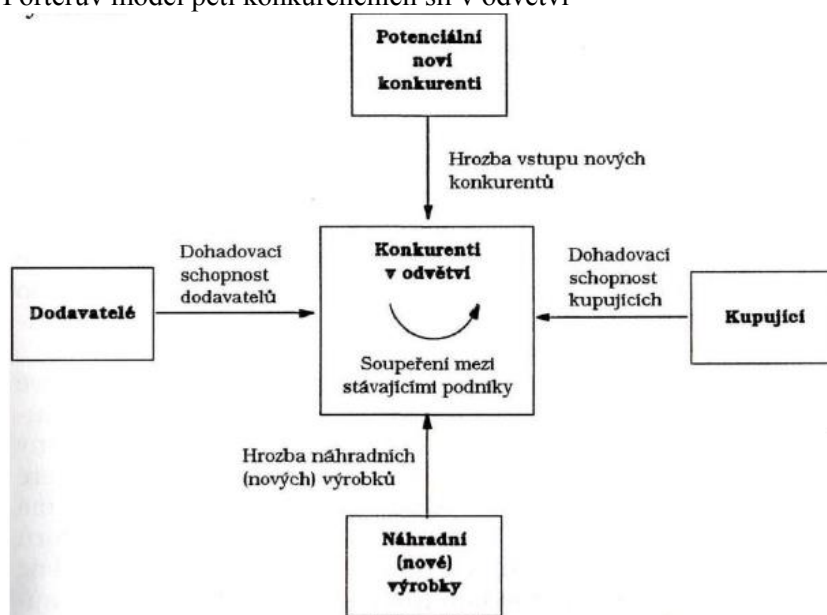 Porterův model pěti konkurenčních sil v odvětví
Potenciální
noví
konkurenti
Hrozba vstupu nových
konkurentů
Dohadovací
schopnost
dodavatelů
Konkurenti
v odvětví
Dohadovací
schopnost
kupujících
Dodavatelé
Kupující
Soupeření mezi
stávajícími podniky
Hrozba náhradních
(nových) výrobků
Náhradní
(nové)
výrobky